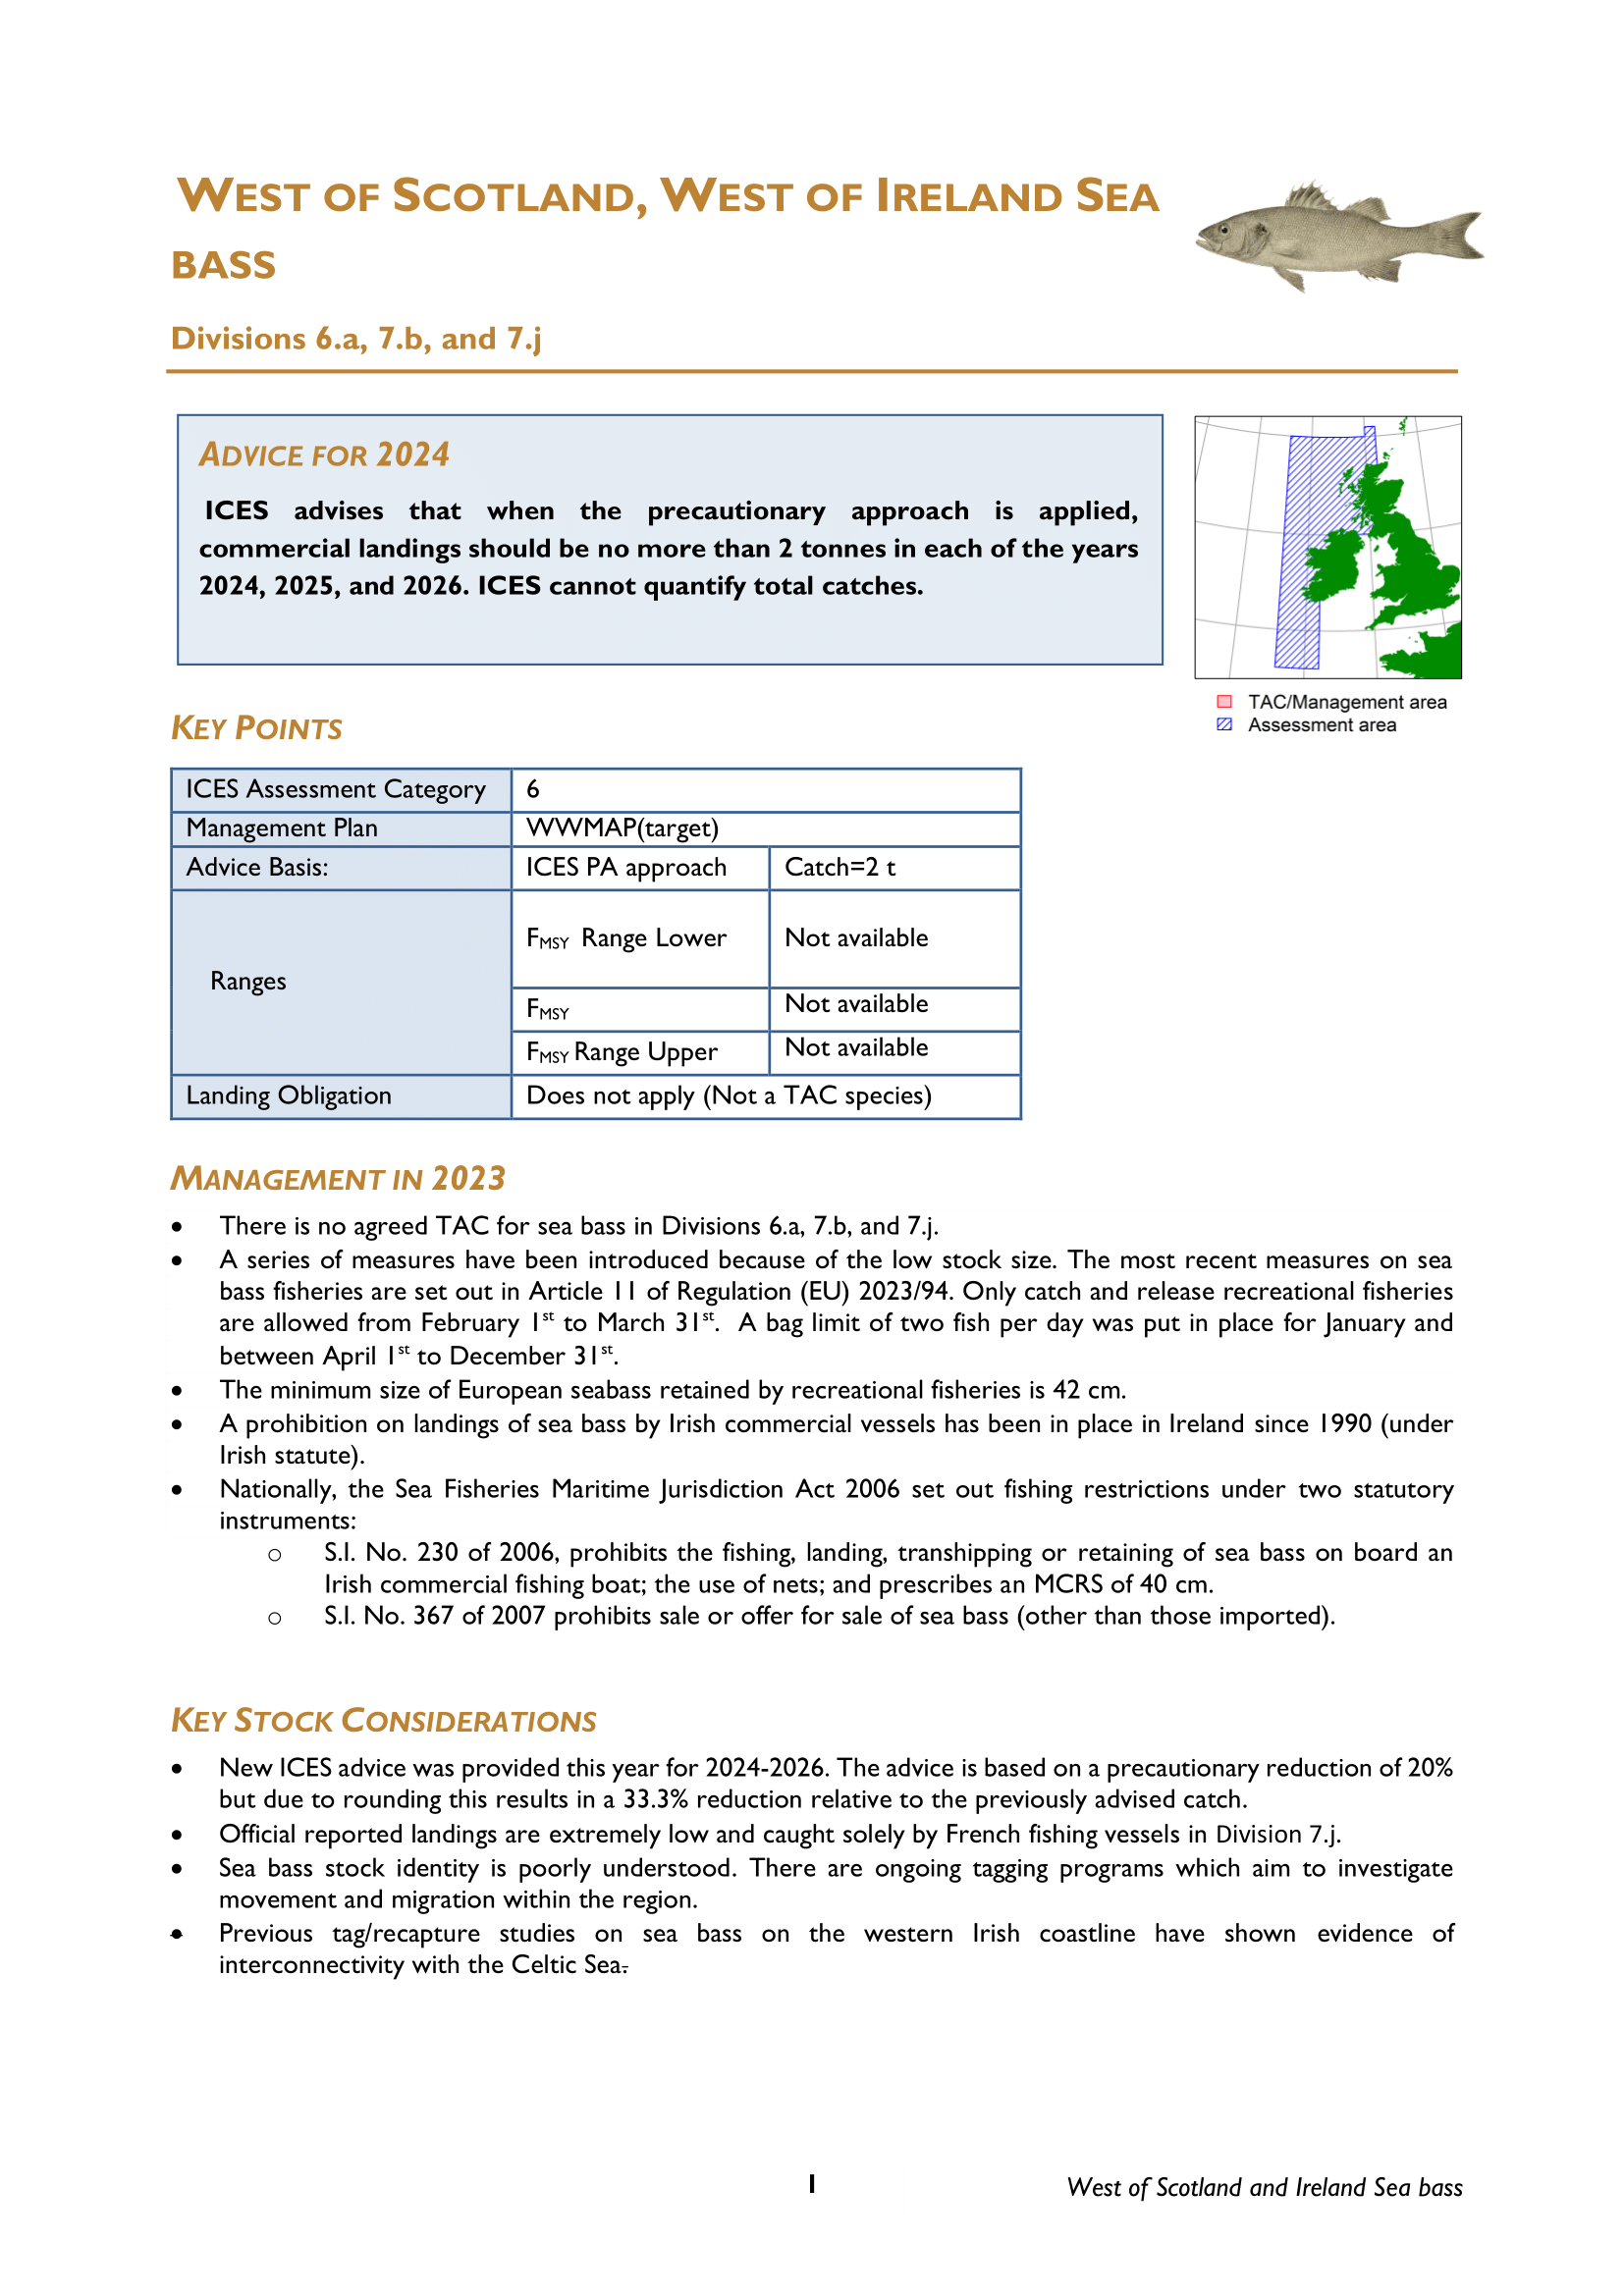 WEST OF SCOTLAND, WEST OF IRELAND SEA
BASS
Divisions 6.a, 7.b, and 7.j
ADVICE FOR 2024
ICES advises that when the precautionary approach is applied,
commercial landings should be no more than 2 tonnes in each of the years
2024, 2025, and 2026. ICES cannot quantify total catches.
TAC/Management area
Assessment area
KEY POINTS
ICES Assessment Category 6
Management Plan WWMAP(target)
Advice Basis: ICES PA approach Catch=2 t
Ranges
FMSY Range Lower Not available
FMSY Not available
FMSY Range Upper Not available
Landing Obligation Does not apply (Not a TAC species)
MANAGEMENT IN 2023
• There is no agreed TAC for sea bass in Divisions 6.a, 7.b, and 7.j.
• A series of measures have been introduced because of the low stock size. The most recent measures on sea
bass fisheries are set out in Article 11 of Regulation (EU) 2023/94. Only catch and release recreational fisheries
are allowed from February 1st to March 31st. A bag limit of two fish per day was put in place for January and
between April 1st to December 31st.
• The minimum size of European seabass retained by recreational fisheries is 42 cm.
• A prohibition on landings of sea bass by Irish commercial vessels has been in place in Ireland since 1990 (under
Irish statute).
• Nationally, the Sea Fisheries Maritime Jurisdiction Act 2006 set out fishing restrictions under two statutory
instruments:
o S.I. No. 230 of 2006, prohibits the fishing, landing, transhipping or retaining of sea bass on board an
Irish commercial fishing boat; the use of nets; and prescribes an MCRS of 40 cm.
o S.I. No. 367 of 2007 prohibits sale or offer for sale of sea bass (other than those imported).
KEY STOCK CONSIDERATIONS
• New ICES advice was provided this year for 2024-2026. The advice is based on a precautionary reduction of 20%
but due to rounding this results in a 33.3% reduction relative to the previously advised catch.
• Official reported landings are extremely low and caught solely by French fishing vessels in Division 7.j.
• Sea bass stock identity is poorly understood. There are ongoing tagging programs which aim to investigate
movement and migration within the region.
• Previous tag/recapture studies on sea bass on the western Irish coastline have shown evidence of
interconnectivity with the Celtic Sea.
1
West of Scotland and Ireland Sea bass